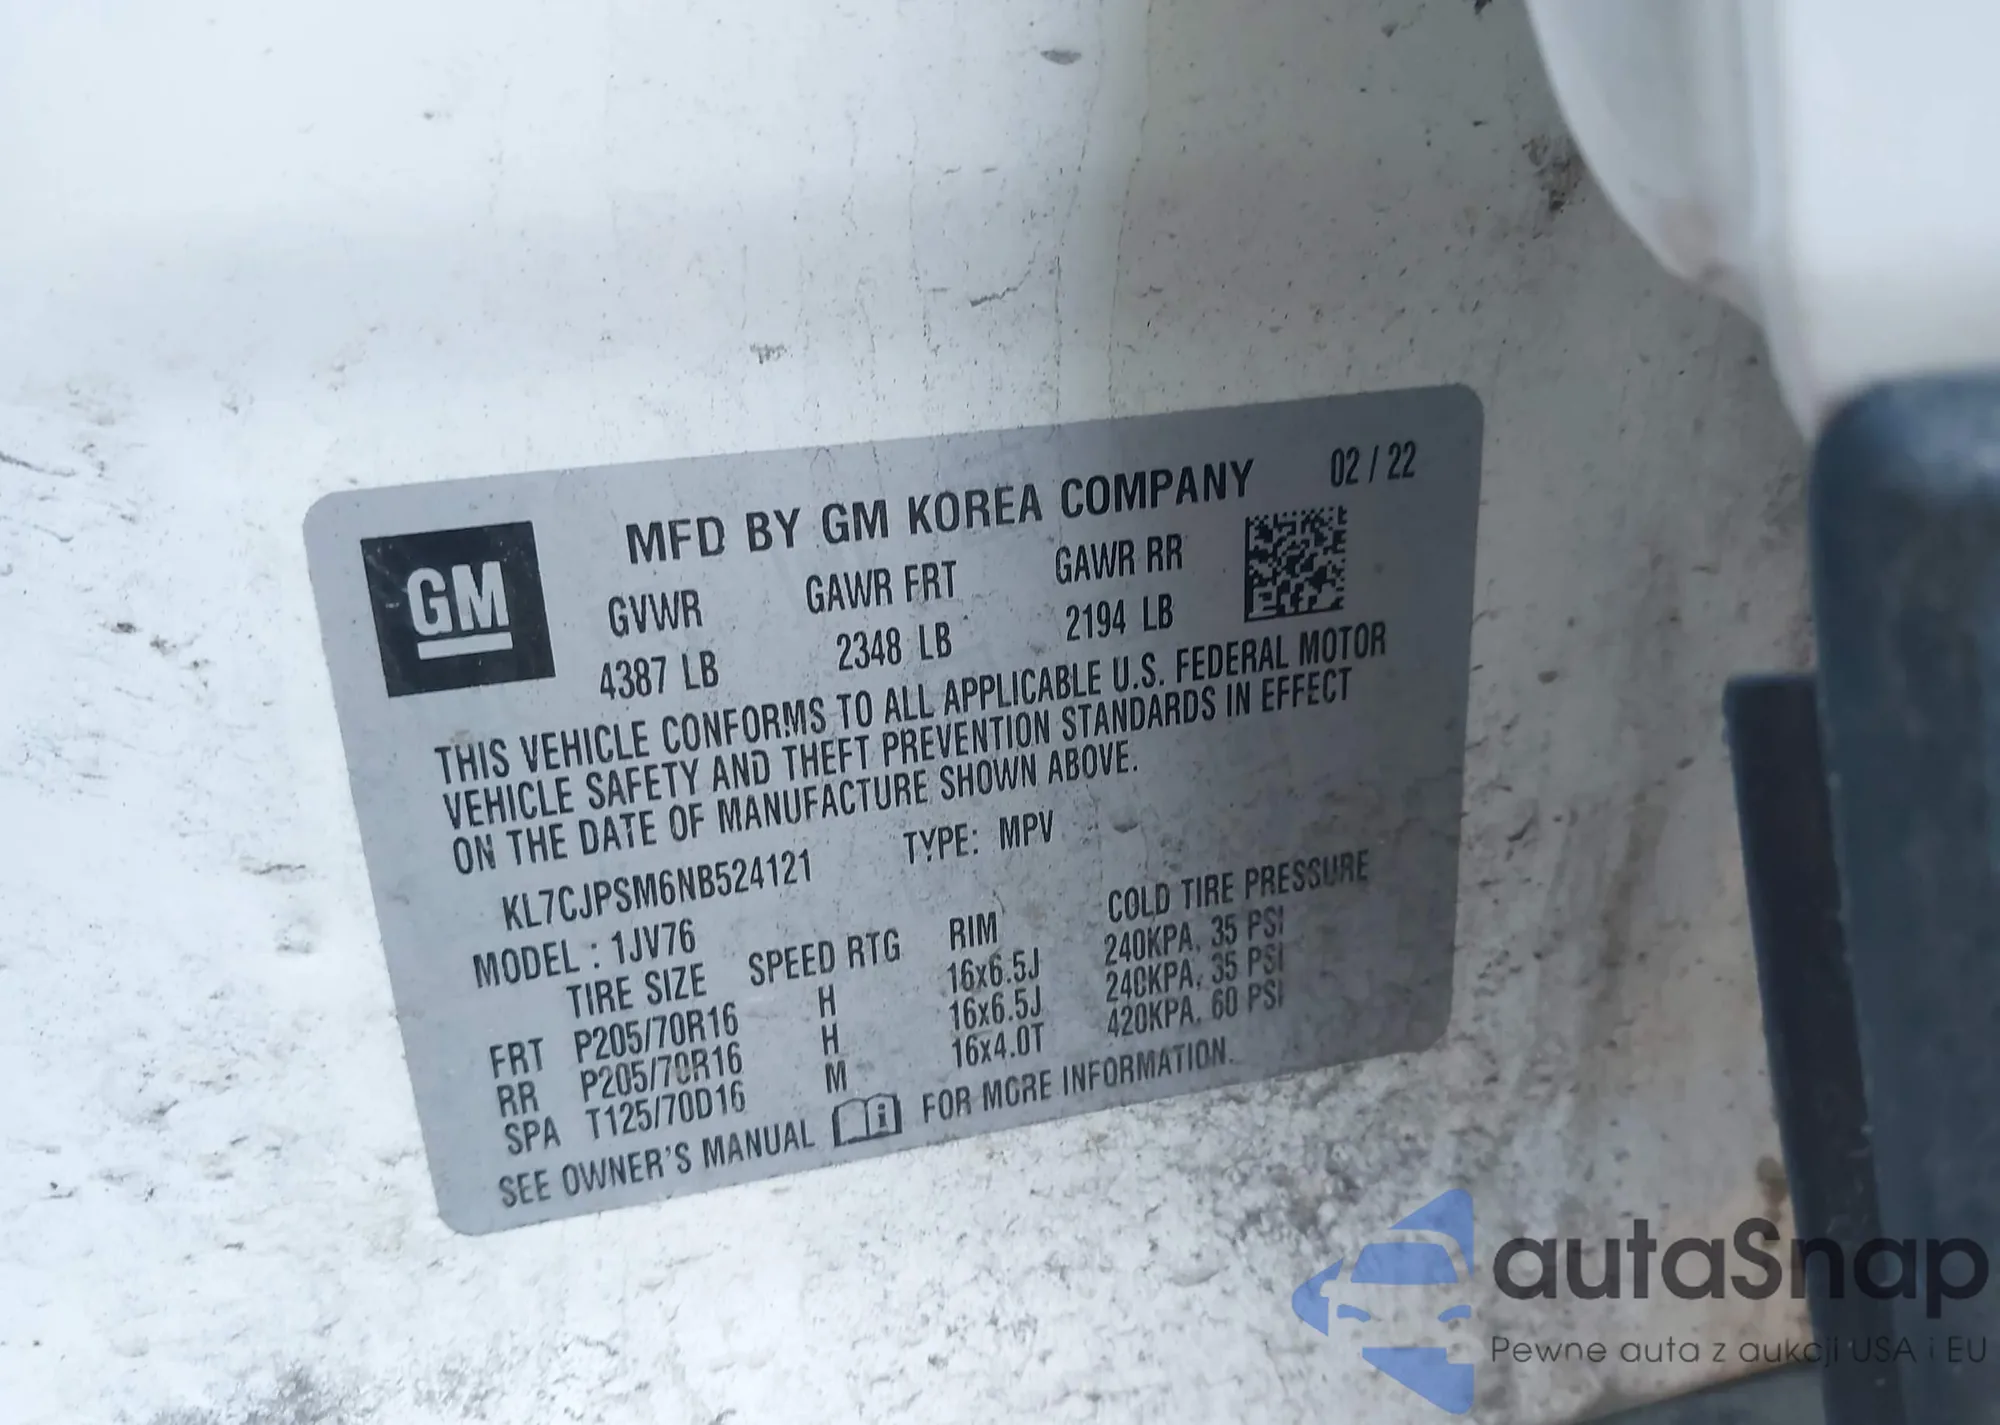 MFD BY GM KOREA COMPANY 02 / 22
GM
GVWR GAWR FRT GAWR RR
4387 LB 2348 LB 2194 LB
THIS VEHICLE CONFORMS TO ALL APPLICABLE U.S. FEDERAL MOTOR
VEHICLE SAFETY AND THEFT PREVENTION STANDARDS IN EFFECT
ON THE DATE OF MANUFACTURE SHOWN ABOVE.
KL7CJPSM6NB524121 TYPE: MPV
MODEL : 1JV76
TIRE SIZE SPEED RTG RIM COLD TIRE PRESSURE
FRT P205/70R16 H 16x6.5J 240KPA, 35 PSI
RR P205/70R16 H 16x6.5J 240KPA, 35 PSI
SPA T125/70D16 M 16x4.0T 420KPA, 60 PSI
SEE OWNER'S MANUAL FOR MORE INFORMATION.
autaSnap
Pewne auta z aukcji USA i EU